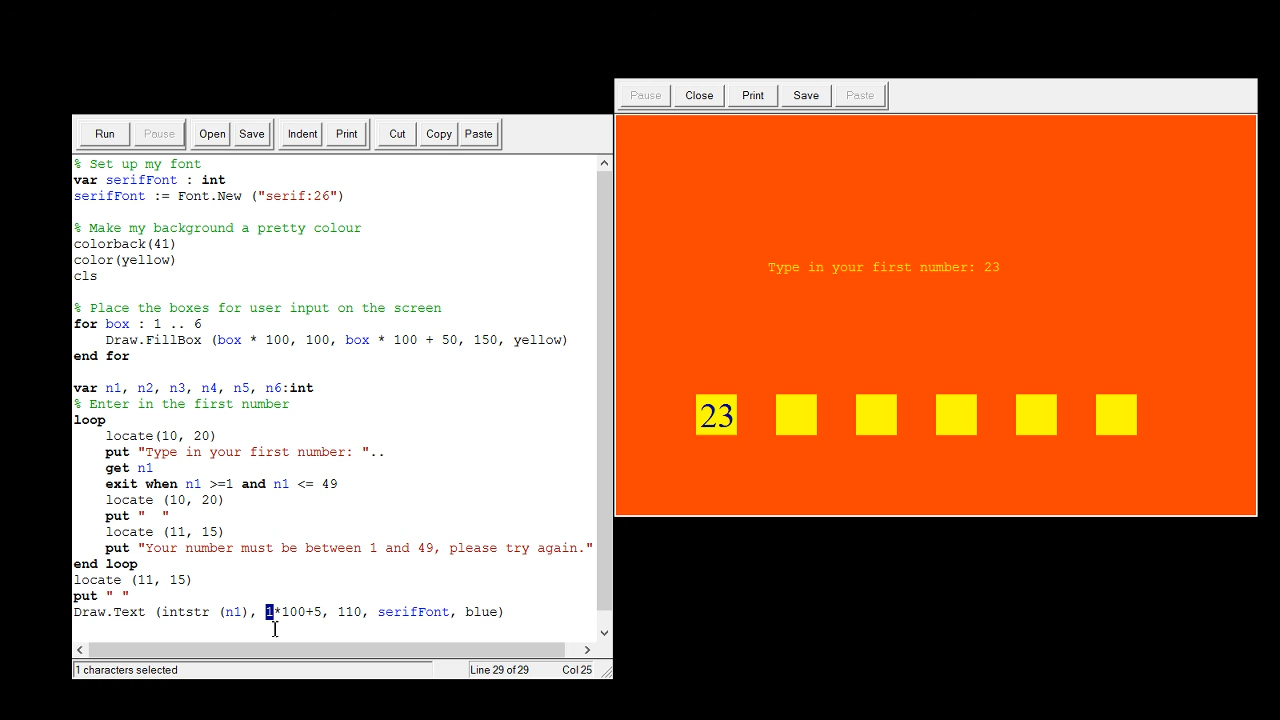 Pause Close Print Save Paste
Run Pause Open Save Indent Print Cut Copy Paste
% Set up my font
var serifFont : int
serifFont := Font.New ("serif:26")
% Make my background a pretty colour
colorback(41)
color(yellow)
cls
% Place the boxes for user input on the screen
for box : 1 .. 6
Draw.FillBox (box * 100, 100, box * 100 + 50, 150, yellow)
end for
var n1, n2, n3, n4, n5, n6:int
% Enter in the first number
loop
locate(10, 20)
put "Type in your first number: "..
get n1
exit when n1 >=1 and n1 <= 49
locate (10, 20)
put "  "
locate (11, 15)
put "Your number must be between 1 and 49, please try again."
end loop
locate (11, 15)
put " "
Draw.Text (intstr (n1), 1*100+5, 110, serifFont, blue)
1 characters selected
Line 29 of 29 Col 25
Type in your first number: 23
23